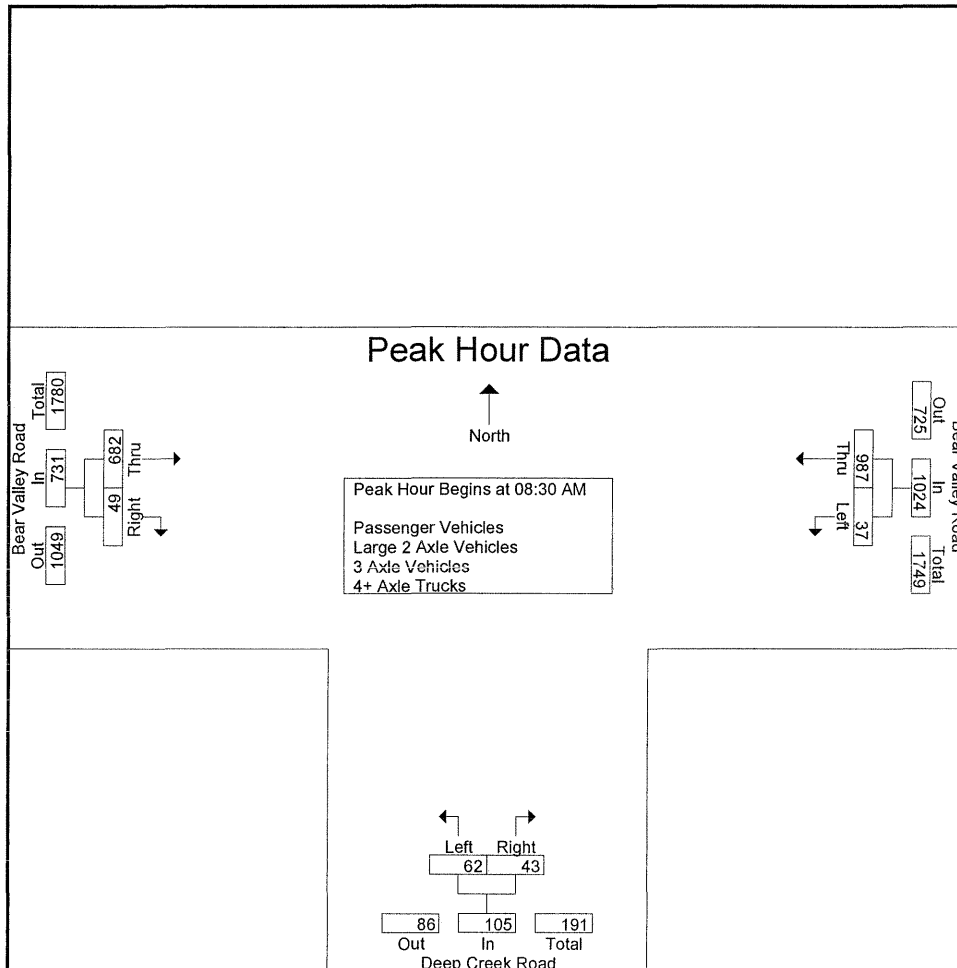 Peak Hour Data
North
Peak Hour Begins at 08:30 AM
Passenger Vehicles
Large 2 Axle Vehicles
3 Axle Vehicles
4+ Axle Trucks
Bear Valley Road
Out In Total
1049 731 1780
Right Thru
49 682
Bear Valley Road
Out In Total
725 1024 1749
Thru Left
987 37
Left Right
62 43
86 105 191
Out In Total
Deep Creek Road